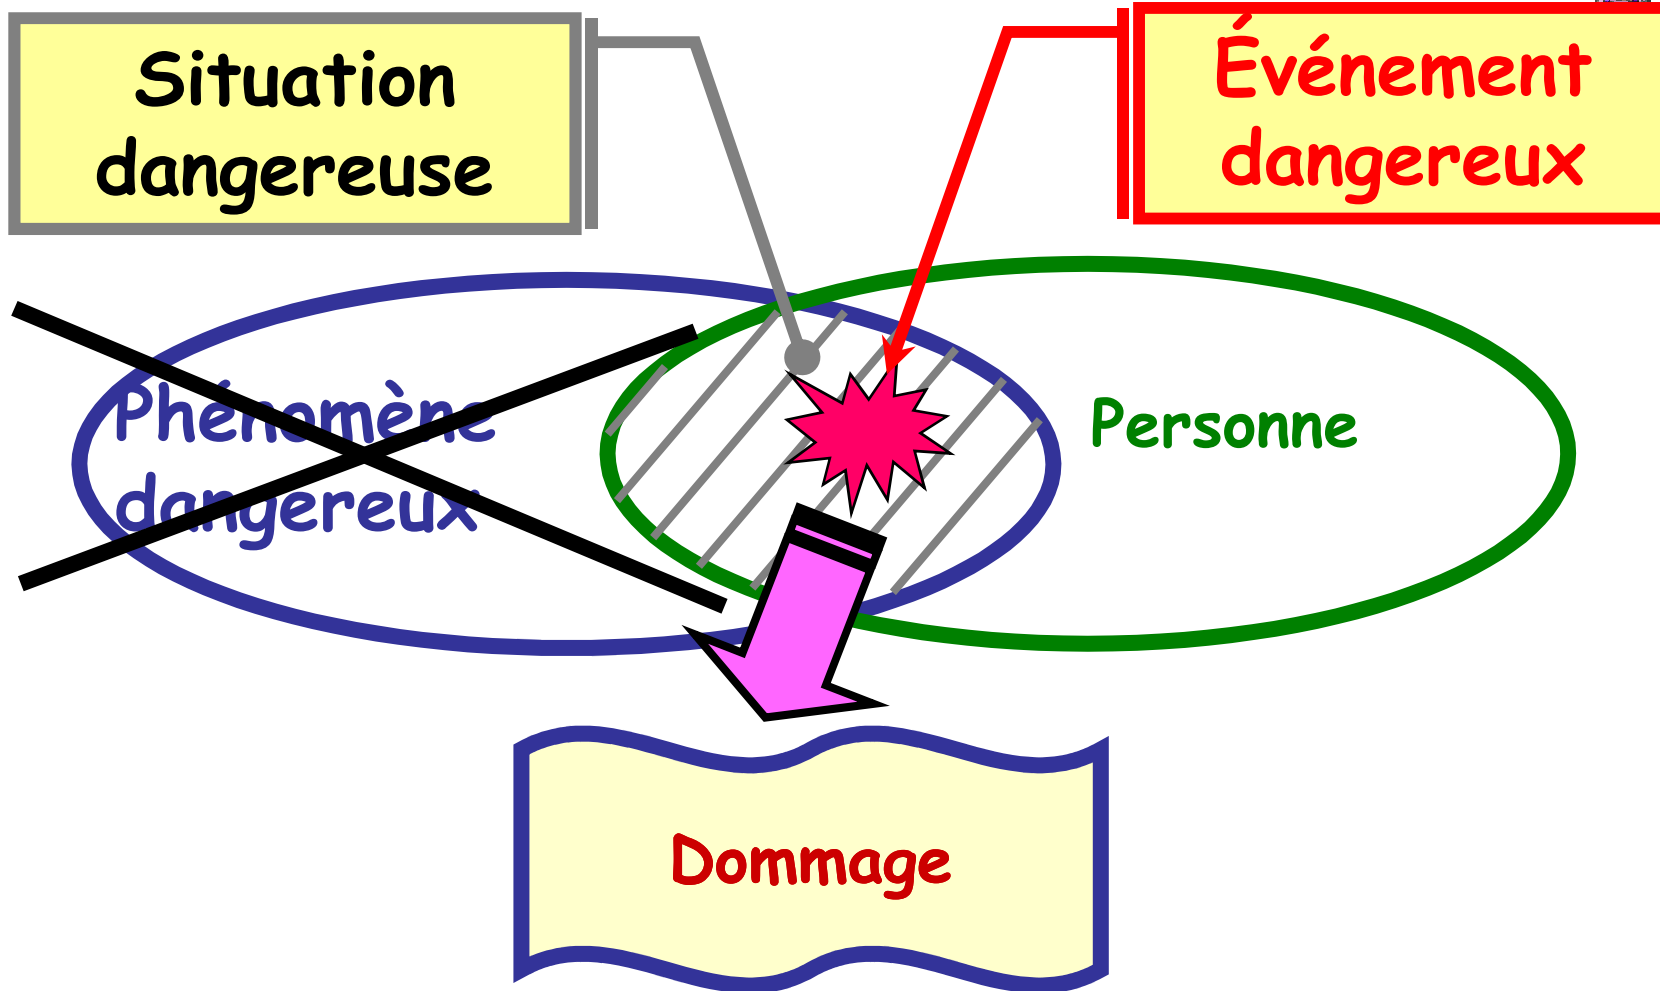 Situation
dangereuse
Événement
dangereux
Phénomène
dangereux
Personne
Dommage